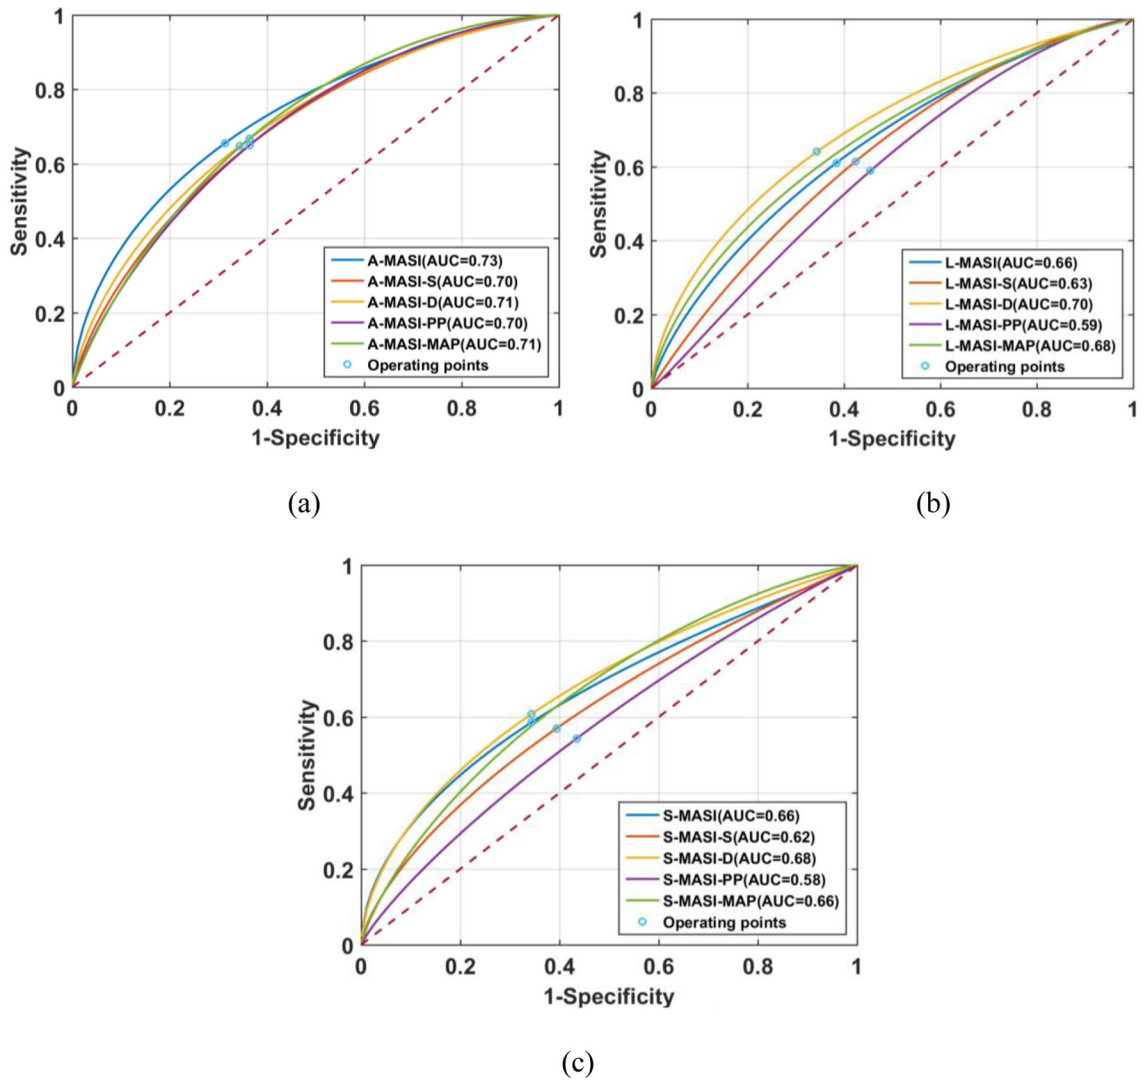 1
0.8
0.6
0.4
0.2
0
Sensitivity
A-MASI(AUC=0.73)
A-MASI-S(AUC=0.70)
A-MASI-D(AUC=0.71)
A-MASI-PP(AUC=0.70)
A-MASI-MAP(AUC=0.71)
Operating points
0 0.2 0.4 0.6 0.8 1
1-Specificity
(a)
1
0.8
0.6
0.4
0.2
0
Sensitivity
L-MASI(AUC=0.66)
L-MASI-S(AUC=0.63)
L-MASI-D(AUC=0.70)
L-MASI-PP(AUC=0.59)
L-MASI-MAP(AUC=0.68)
Operating points
0 0.2 0.4 0.6 0.8 1
1-Specificity
(b)
1
0.8
0.6
0.4
0.2
0
Sensitivity
S-MASI(AUC=0.66)
S-MASI-S(AUC=0.62)
S-MASI-D(AUC=0.68)
S-MASI-PP(AUC=0.58)
S-MASI-MAP(AUC=0.66)
Operating points
0 0.2 0.4 0.6 0.8 1
1-Specificity
(c)